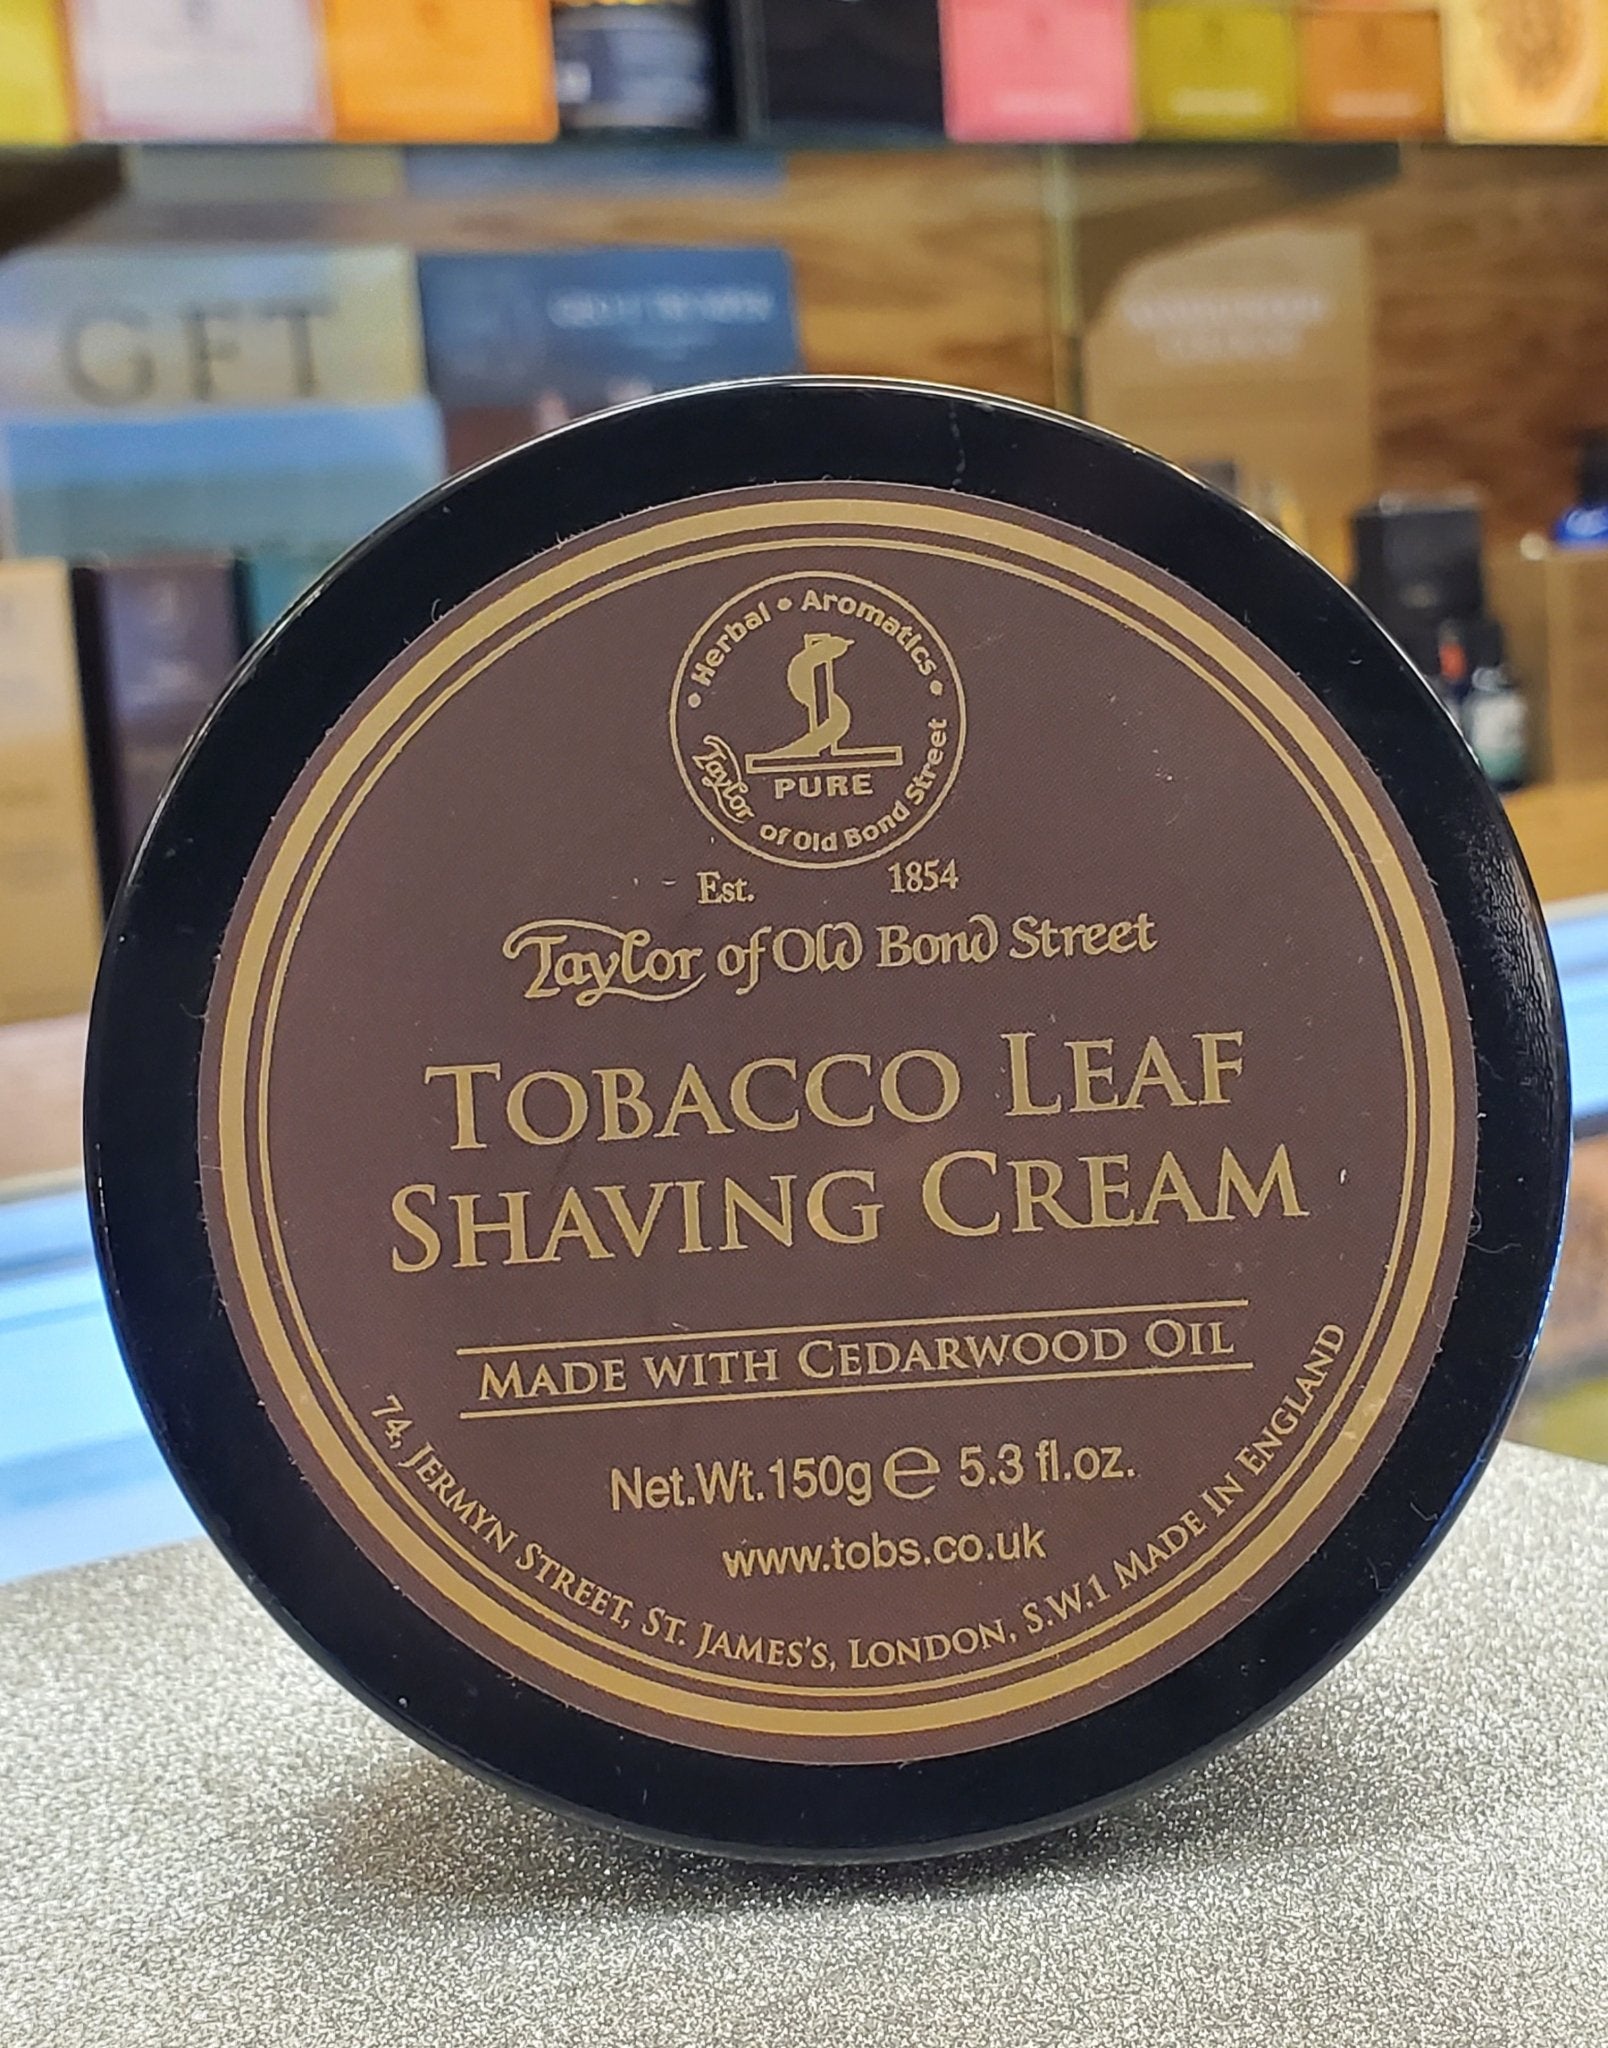 GFT
• Herbal • Aromatics •
PURE
Taylor of Old Bond Street
Est. 1854
Taylor of Old Bond Street
TOBACCO LEAF
SHAVING CREAM
MADE WITH CEDARWOOD OIL
Net.Wt.150g ℮ 5.3 fl.oz.
www.tobs.co.uk
74, JERMYN STREET, ST. JAMES'S, LONDON, S.W.1 MADE IN ENGLAND